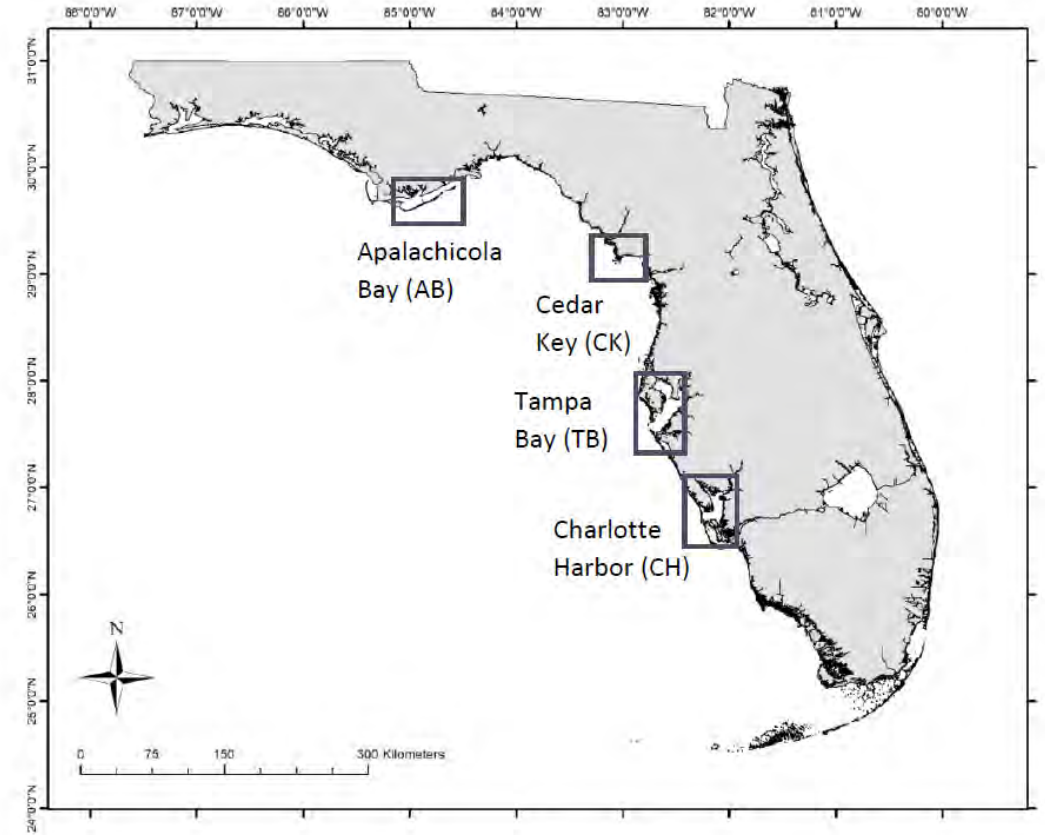 88°0'0"W 87°0'0"W 86°0'0"W 85°0'0"W 84°0'0"W 83°0'0"W 82°0'0"W 81°0'0"W 80°0'0"W
31°0'0"N
30°0'0"N
29°0'0"N
28°0'0"N
27°0'0"N
26°0'0"N
25°0'0"N
24°0'0"N
Apalachicola
Bay (AB)
Cedar
Key (CK)
Tampa
Bay (TB)
Charlotte
Harbor (CH)
N
0 75 150 300 Kilometers